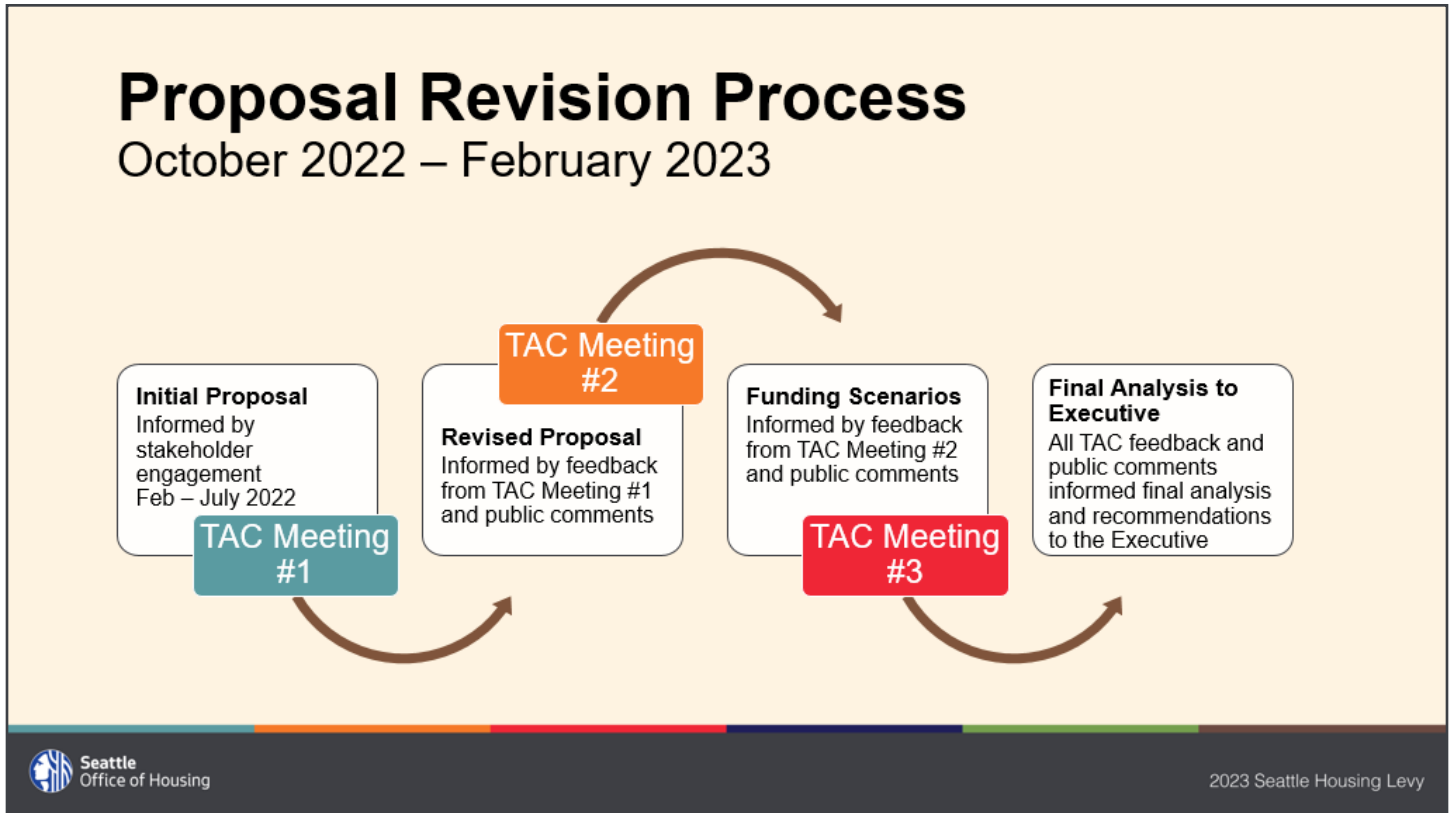 Proposal Revision Process
October 2022 – February 2023
Initial Proposal
Informed by
stakeholder
engagement
Feb – July 2022
TAC Meeting
#1
TAC Meeting
#2
Revised Proposal
Informed by feedback
from TAC Meeting #1
and public comments
Funding Scenarios
Informed by feedback
from TAC Meeting #2
and public comments
TAC Meeting
#3
Final Analysis to
Executive
All TAC feedback and
public comments
informed final analysis
and recommendations
to the Executive
Seattle
Office of Housing
2023 Seattle Housing Levy